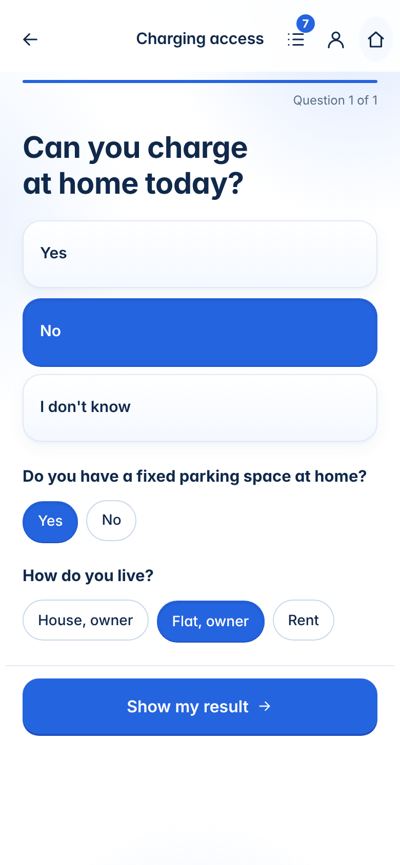 Charging access
7
Question 1 of 1
Can you charge
at home today?
Yes
No
I don't know
Do you have a fixed parking space at home?
Yes
No
How do you live?
House, owner
Flat, owner
Rent
Show my result →